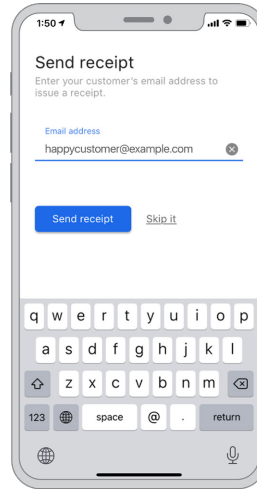 1:50
Send receipt
Enter your customer's email address to
issue a receipt.
Email address
happycustomer@example.com
Send receipt Skip it
q w e r t y u i o p
a s d f g h j k l
z x c v b n m
123 space @ . return